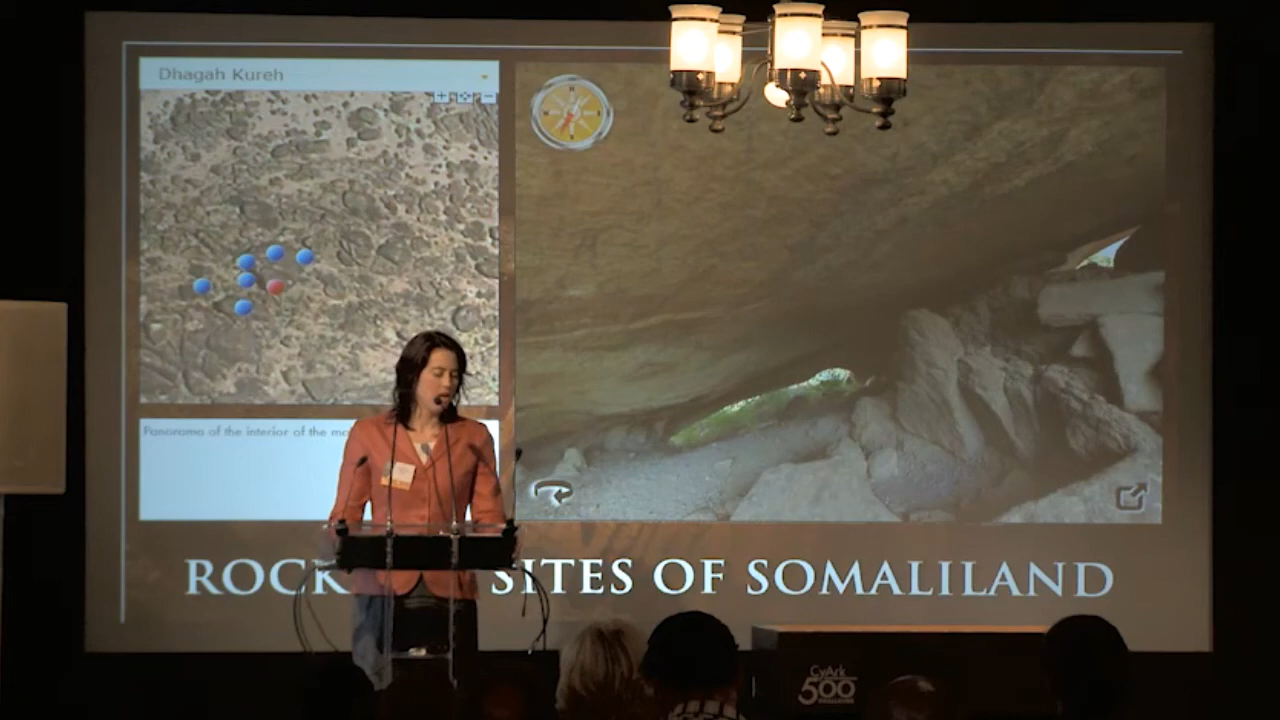 Dhagah Kureh
Panorama of the interior of the
ROCK SITES OF SOMALILAND
CyArk
500